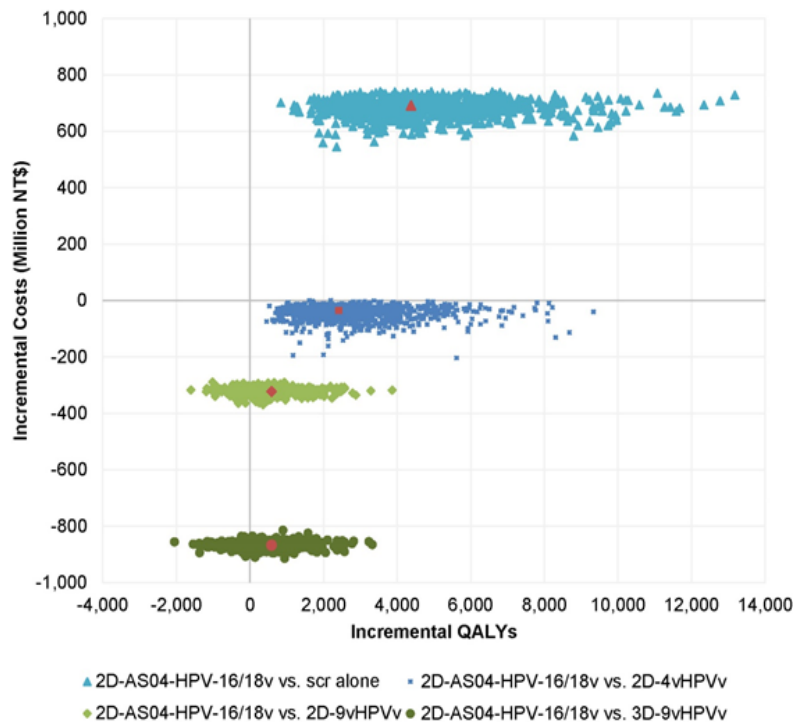 1,000
800
600
400
200
0
-200
-400
-600
-800
-1,000
Incremental Costs (Million NT$)
-4,000 -2,000 0 2,000 4,000 6,000 8,000 10,000 12,000 14,000
Incremental QALYs
2D-AS04-HPV-16/18v vs. scr alone 2D-AS04-HPV-16/18v vs. 2D-4vHPVv
2D-AS04-HPV-16/18v vs. 2D-9vHPVv 2D-AS04-HPV-16/18v vs. 3D-9vHPVv